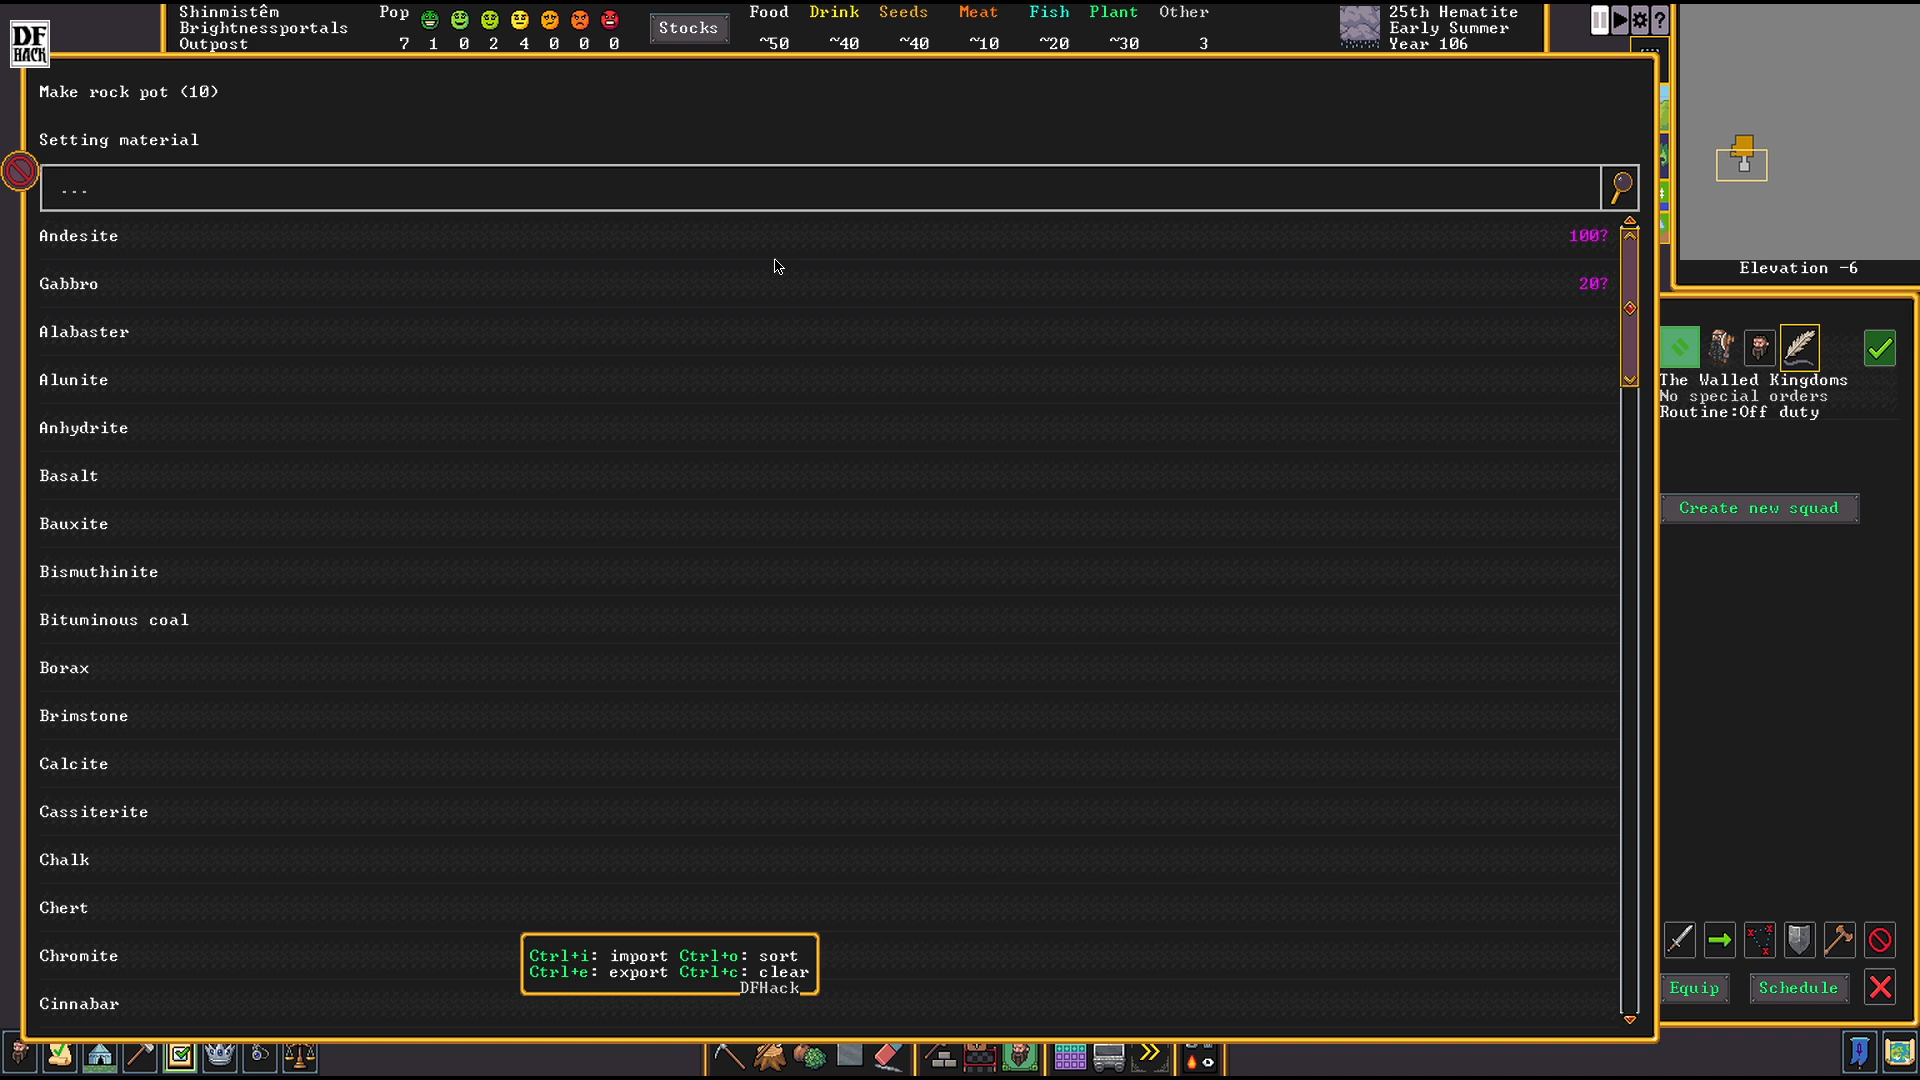 DF
HACK
Shinmistêm
Brightnessportals
Outpost
Pop
7 1 0 2 4 0 0 0
Stocks
Food Drink Seeds Meat Fish Plant Other
~50 ~40 ~40 ~10 ~20 ~30 3
25th Hematite
Early Summer
Year 106
?
Make rock pot (10)
Setting material
...
Andesite 100?
Gabbro 20?
Alabaster
Alunite
Anhydrite
Basalt
Bauxite
Bismuthinite
Bituminous coal
Borax
Brimstone
Calcite
Cassiterite
Chalk
Chert
Chromite
Cinnabar
Ctrl+i: import Ctrl+o: sort
Ctrl+e: export Ctrl+c: clear
DFHack
Elevation -6
The Walled Kingdoms
No special orders
Routine:Off duty
Create new squad
Equip
Schedule